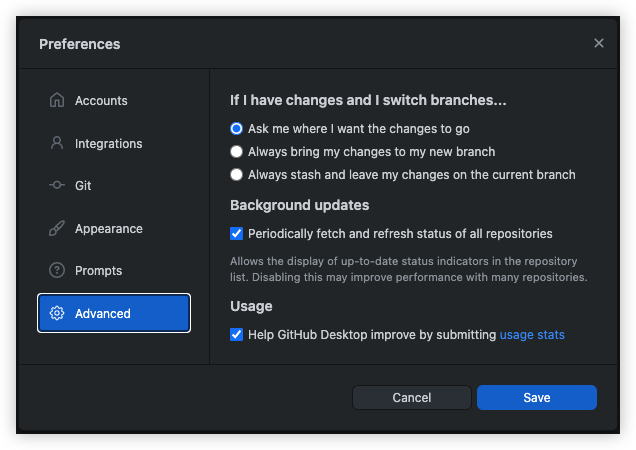 Preferences
Accounts
Integrations
Git
Appearance
Prompts
Advanced
If I have changes and I switch branches...
Ask me where I want the changes to go
Always bring my changes to my new branch
Always stash and leave my changes on the current branch
Background updates
Periodically fetch and refresh status of all repositories
Allows the display of up-to-date status indicators in the repository
list. Disabling this may improve performance with many repositories.
Usage
Help GitHub Desktop improve by submitting usage stats
Cancel
Save